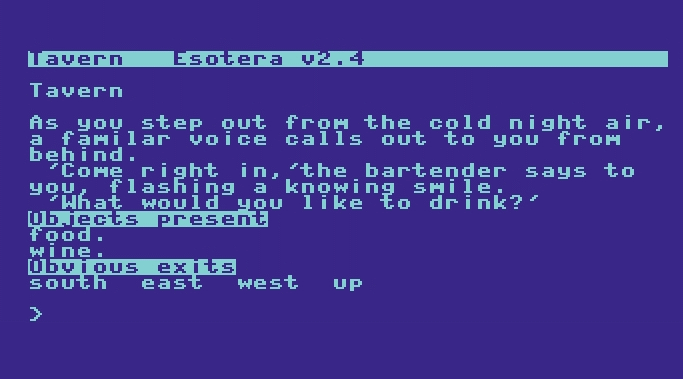 Tavern   Esotera v2.4
Tavern
As you step out from the cold night air,
a familar voice calls out to you from
behind.
'Come right in,'the bartender says to
you, flashing a knowing smile.
'What would you like to drink?'
Objects present
food.
wine.
Obvious exits
south  east  west  up
>